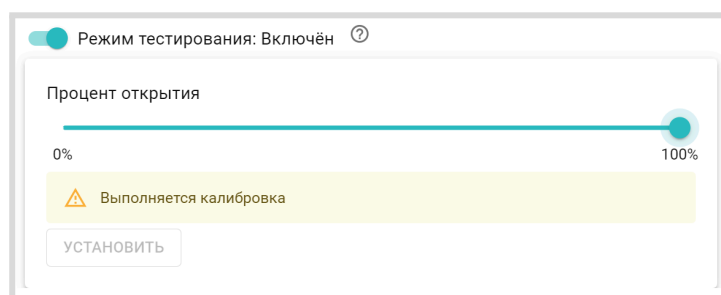 Режим тестирования: Включён ?
Процент открытия
0% 100%
Выполняется калибровка
УСТАНОВИТЬ